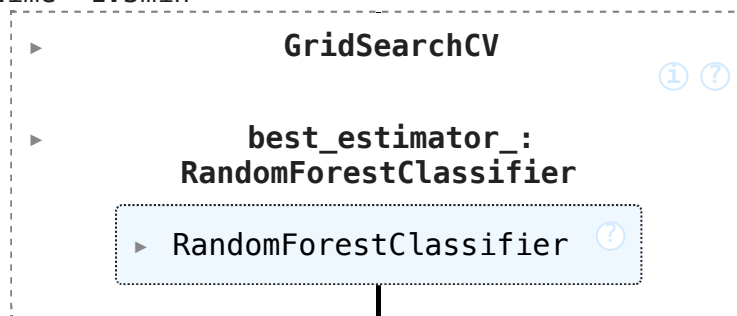 GridSearchCV
i ?
best_estimator_:
RandomForestClassifier
RandomForestClassifier ?